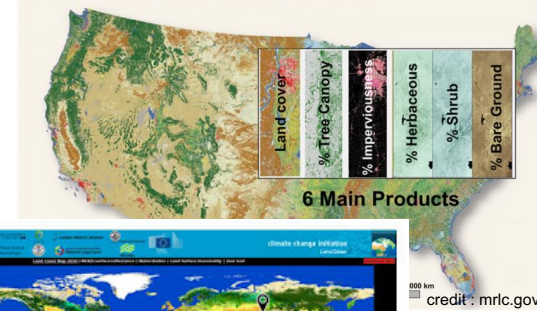 Land cover
% Tree Canopy
% Imperviousness
% Herbaceous
% Shrub
% Bare Ground
6 Main Products
climate change initiative
Land Cover
000 km
credit : mrlc.gov